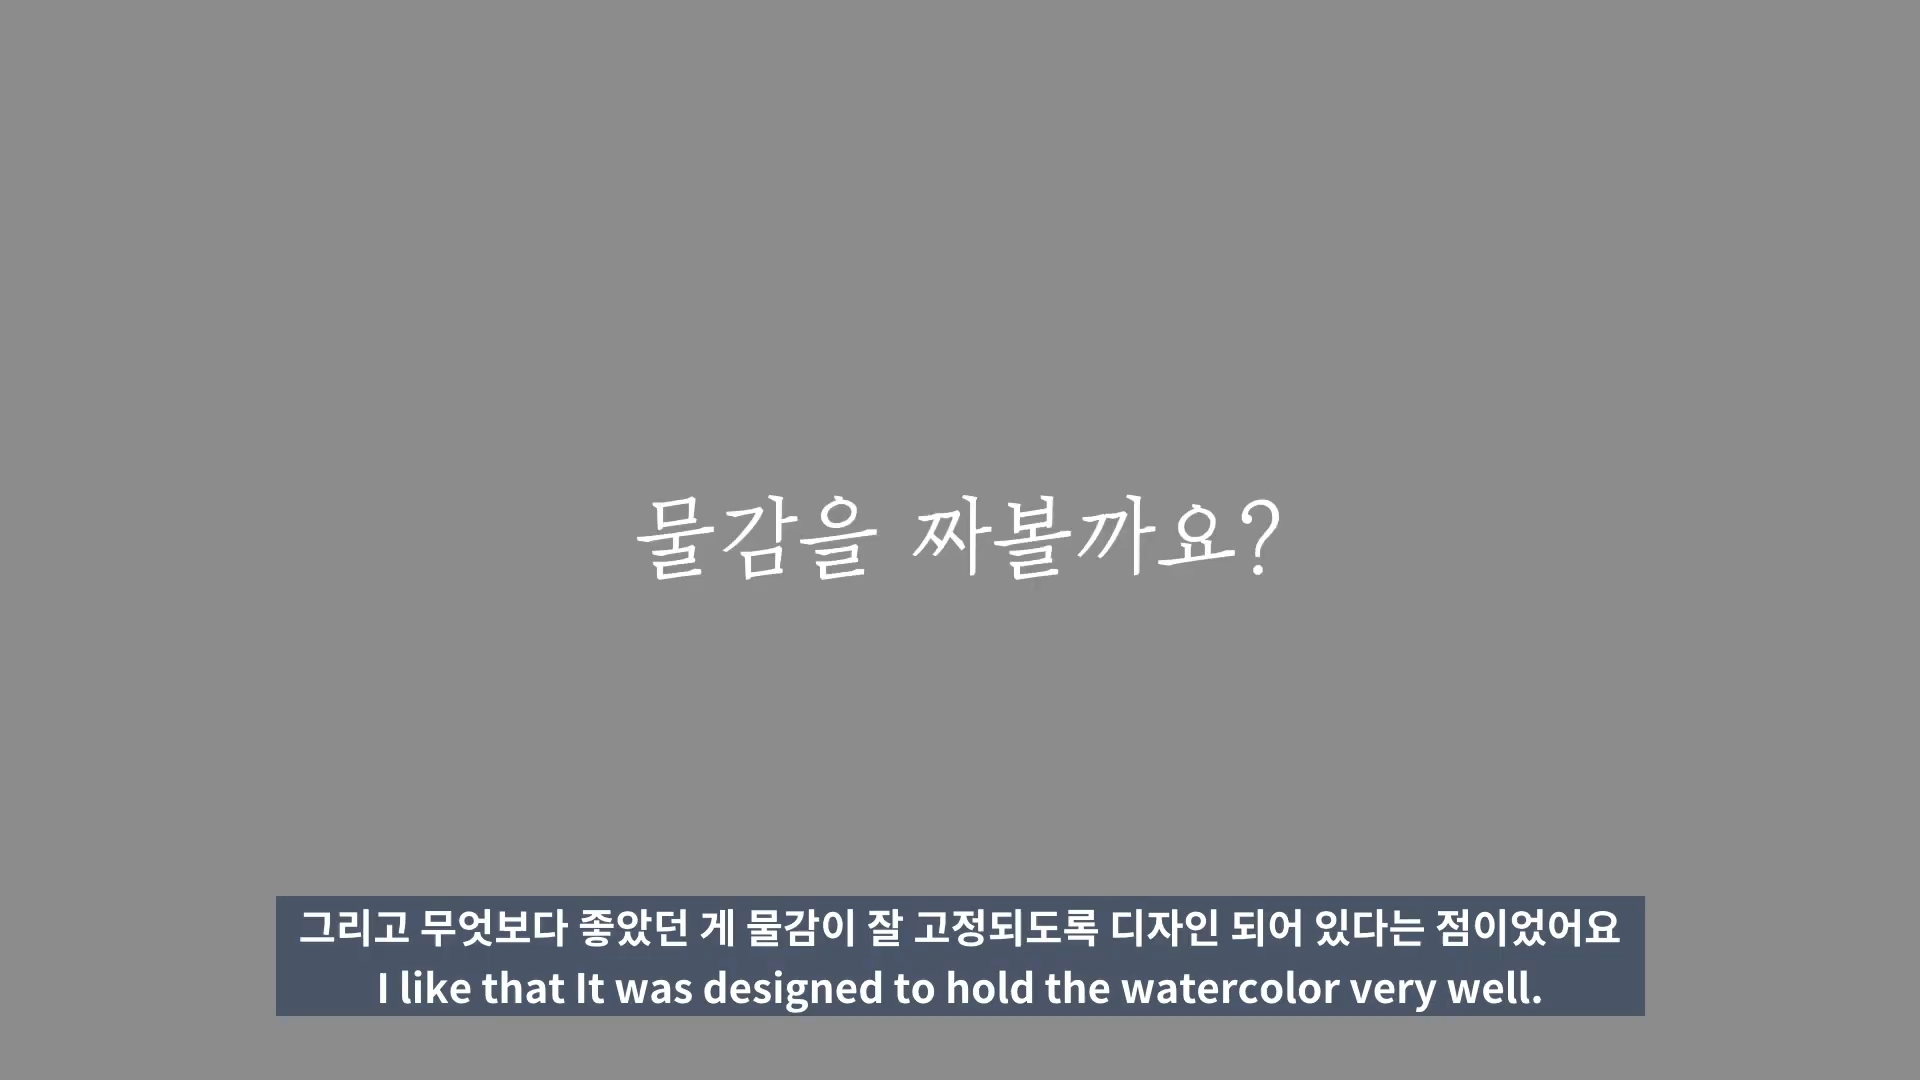 물감을 짜볼까요?
그리고 무엇보다 좋았던 게 물감이 잘 고정되도록 디자인 되어 있다는 점이었어요
I like that It was designed to hold the watercolor very well.